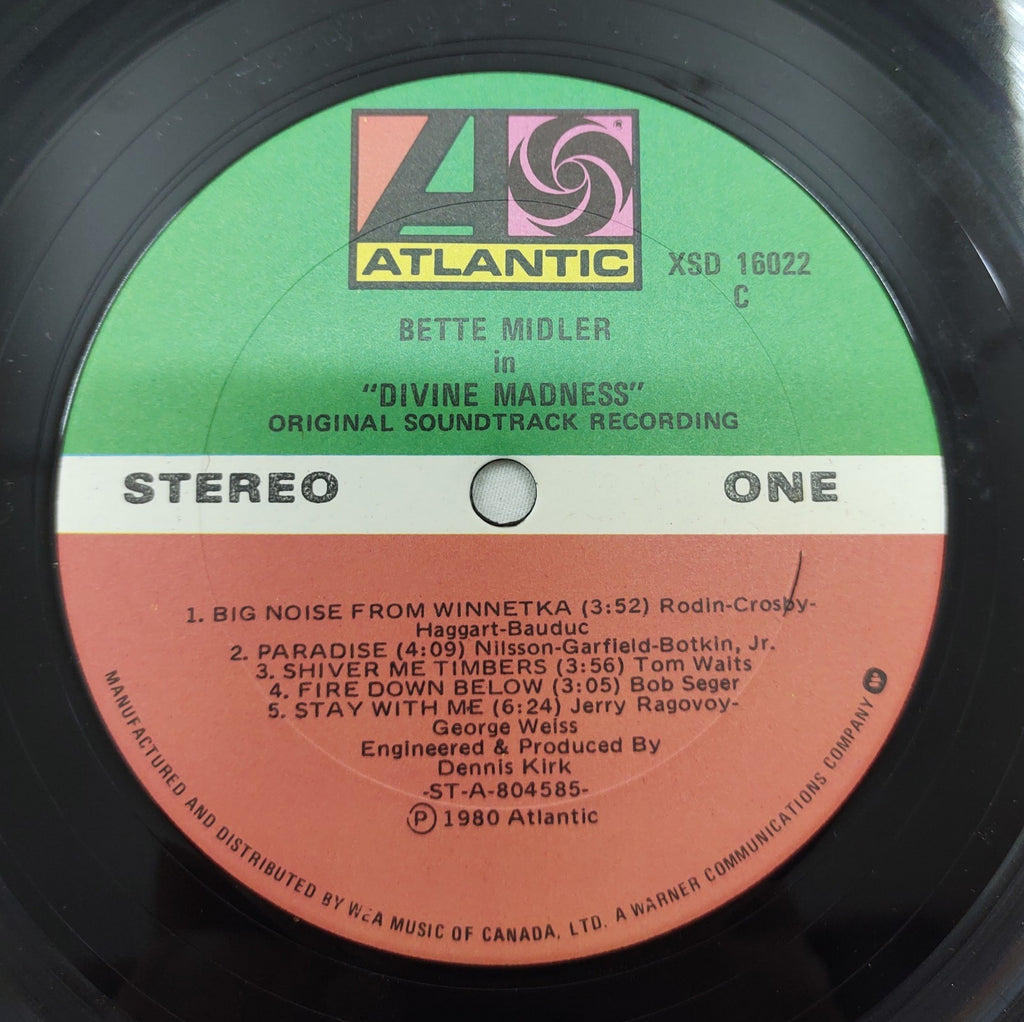 ATLANTIC
®
XSD 16022
C
BETTE MIDLER
in
"DIVINE MADNESS"
ORIGINAL SOUNDTRACK RECORDING
STEREO
ONE
1. BIG NOISE FROM WINNETKA (3:52) Rodin-Crosby-
Haggart-Bauduc
2. PARADISE (4:09) Nilsson-Garfield-Botkin, Jr.
3. SHIVER ME TIMBERS (3:56) Tom Waits
4. FIRE DOWN BELOW (3:05) Bob Seger
5. STAY WITH ME (6:24) Jerry Ragovoy-
George Weiss
Engineered & Produced By
Dennis Kirk
-ST-A-804585-
Ⓟ 1980 Atlantic
MANUFACTURED AND DISTRIBUTED BY WEA MUSIC OF CANADA, LTD. A WARNER COMMUNICATIONS COMPANY